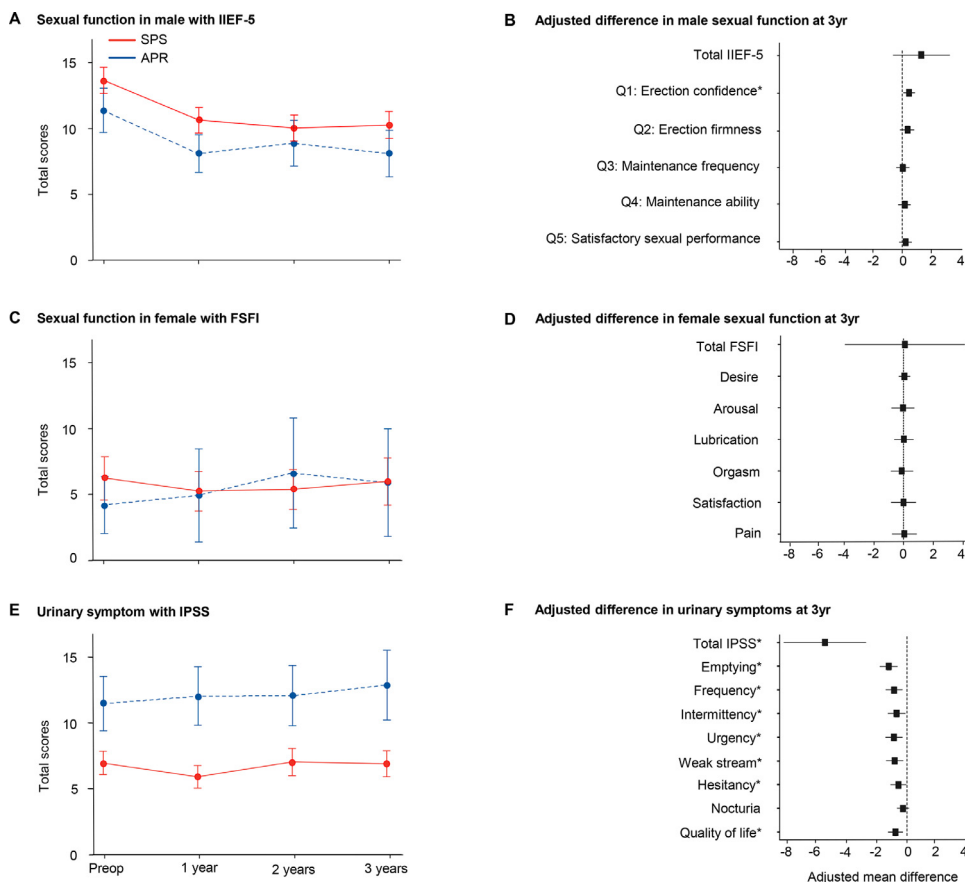 A Sexual function in male with IIEF-5
SPS
APR
15
10
5
0
Total scores
B Adjusted difference in male sexual function at 3yr
Total IIEF-5
Q1: Erection confidence*
Q2: Erection firmness
Q3: Maintenance frequency
Q4: Maintenance ability
Q5: Satisfactory sexual performance
-8 -6 -4 -2 0 2 4
C Sexual function in female with FSFI
15
10
5
0
Total scores
D Adjusted difference in female sexual function at 3yr
Total FSFI
Desire
Arousal
Lubrication
Orgasm
Satisfaction
Pain
-8 -6 -4 -2 0 2 4
E Urinary symptom with IPSS
15
10
5
0
Total scores
Preop 1 year 2 years 3 years
F Adjusted difference in urinary symptoms at 3yr
Total IPSS*
Emptying*
Frequency*
Intermittency*
Urgency*
Weak stream*
Hesitancy*
Nocturia
Quality of life*
-8 -6 -4 -2 0 2 4
Adjusted mean difference